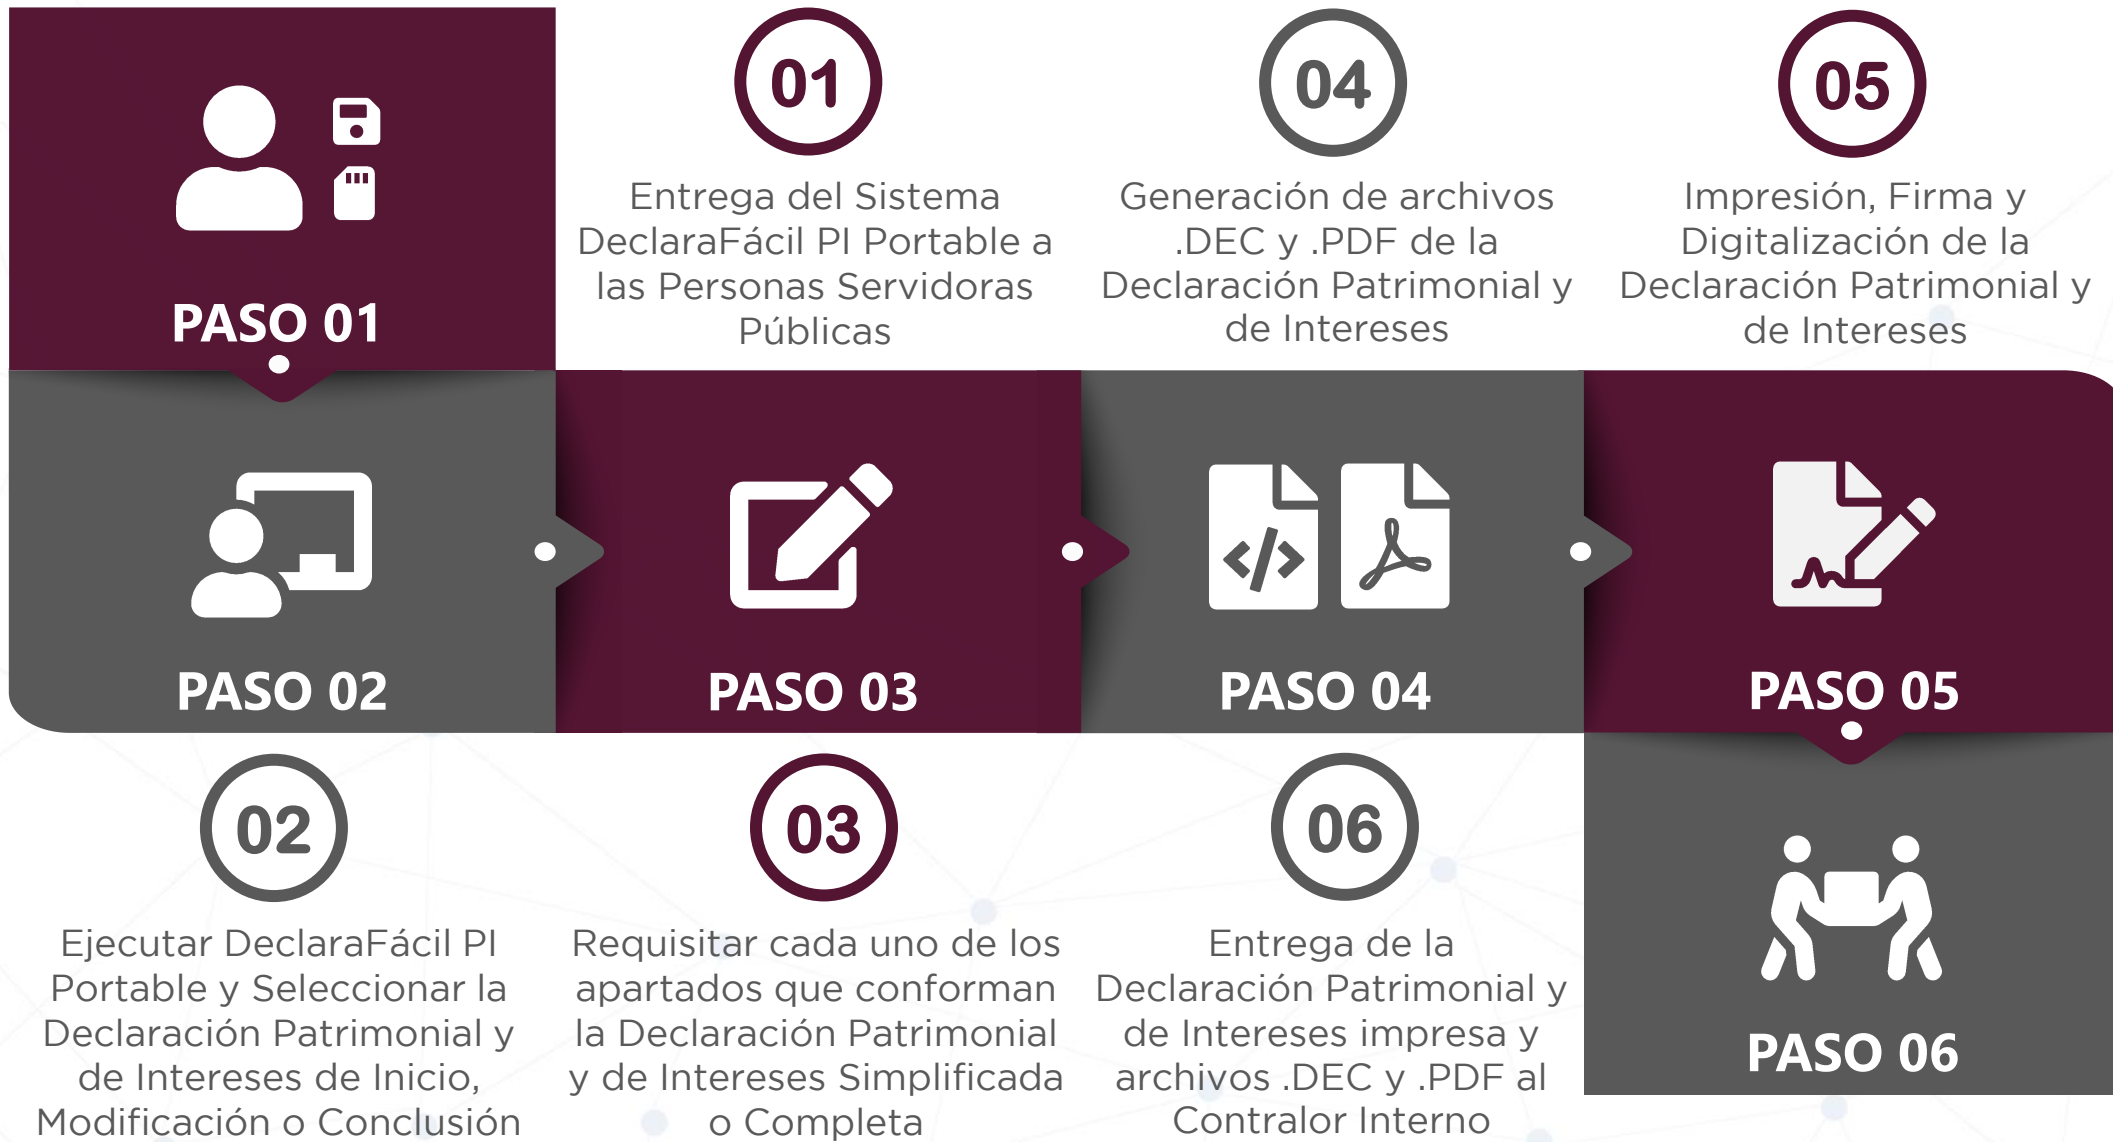 PASO 01
01
Entrega del Sistema
DeclaraFácil PI Portable a
las Personas Servidoras
Públicas
04
Generación de archivos
.DEC y .PDF de la
Declaración Patrimonial y
de Intereses
05
Impresión, Firma y
Digitalización de la
Declaración Patrimonial y
de Intereses
PASO 02
PASO 03
PASO 04
PASO 05
02
Ejecutar DeclaraFácil PI
Portable y Seleccionar la
Declaración Patrimonial y
de Intereses de Inicio,
Modificación o Conclusión
03
Requisitar cada uno de los
apartados que conforman
la Declaración Patrimonial
y de Intereses Simplificada
o Completa
06
Entrega de la
Declaración Patrimonial y
de Intereses impresa y
archivos .DEC y .PDF al
Contralor Interno
PASO 06